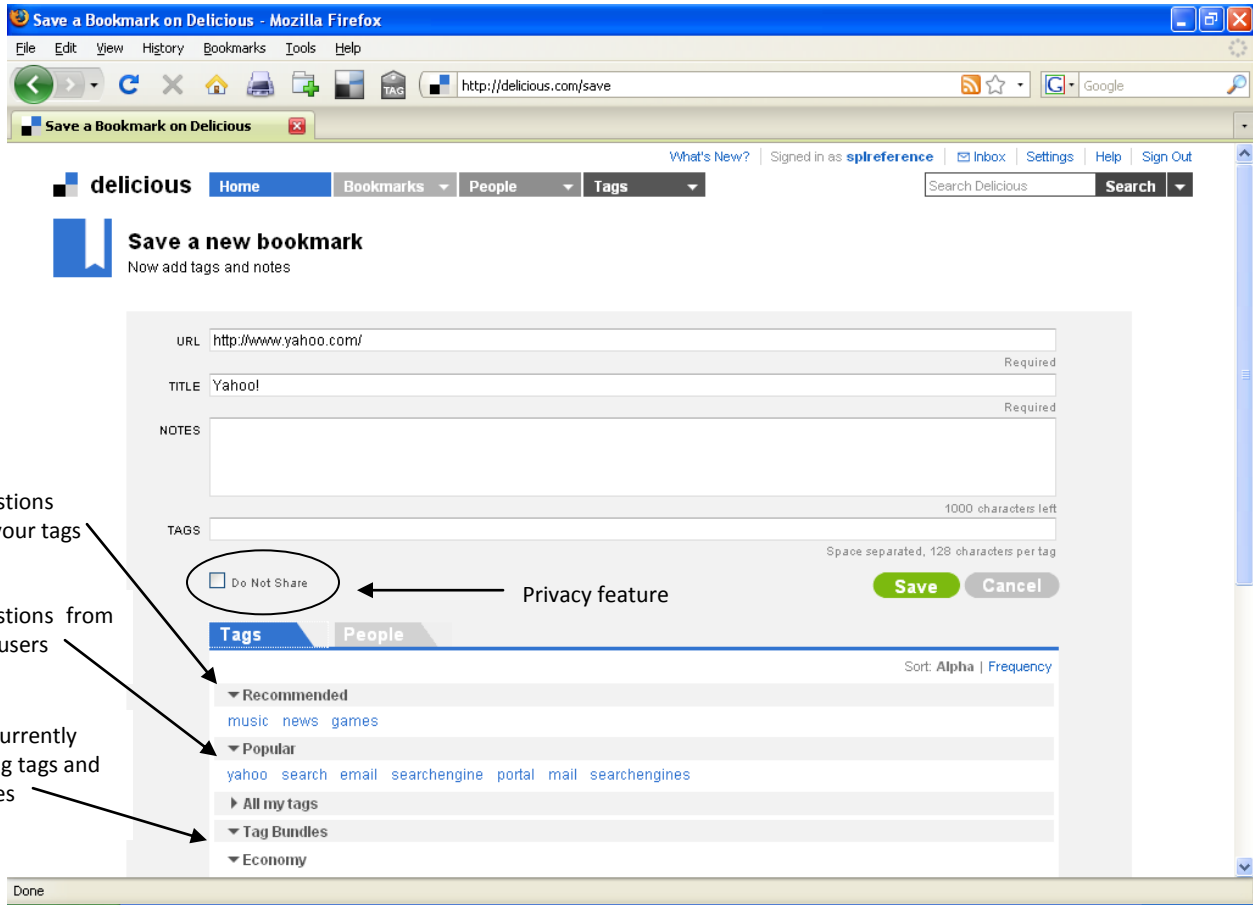 Save a Bookmark on Delicious - Mozilla Firefox
File Edit View History Bookmarks Tools Help
TAG http://delicious.com/save G Google
Save a Bookmark on Delicious
What's New? Signed in as splreference Inbox Settings Help Sign Out
delicious Home Bookmarks People Tags Search Delicious Search
Save a new bookmark
Now add tags and notes
URL http://www.yahoo.com/
Required
TITLE Yahoo!
Required
NOTES
1000 characters left
your tags
TAGS
Space separated, 128 characters per tag
Do Not Share
Privacy feature
Save Cancel
from
users
Tags People
Sort: Alpha | Frequency
Recommended
music news games
Popular
yahoo search email searchengine portal mail searchengines
tags and
All my tags
Tag Bundles
Economy
Done